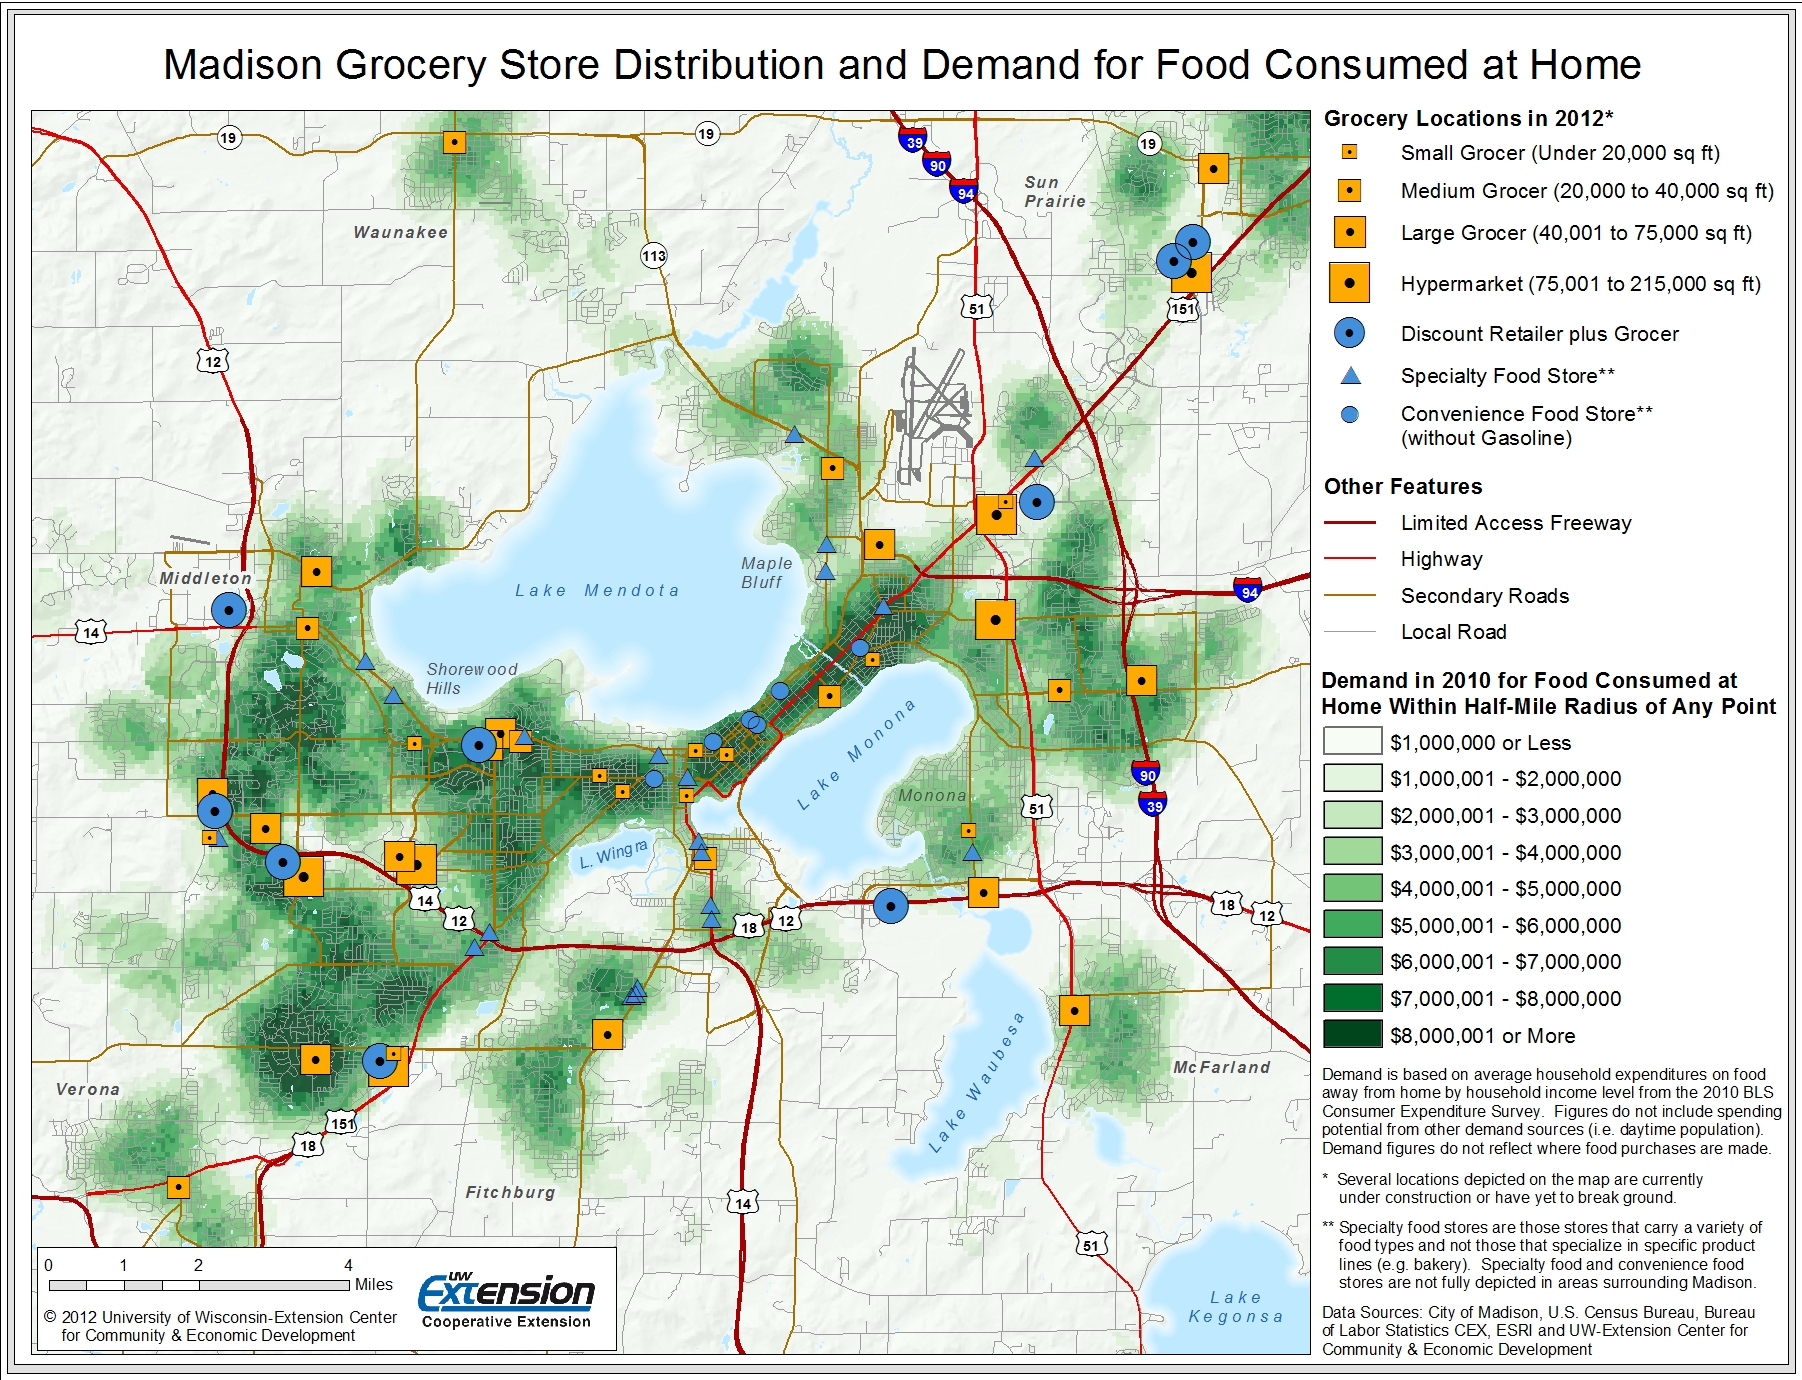 Madison Grocery Store Distribution and Demand for Food Consumed at Home
19
19
19
39
90
94
Sun
Prairie
Waunakee
113
51
151
12
Middleton
Maple
Bluff
Lake Mendota
94
14
Shorewood
Hills
Lake Monona
90
39
51
Monona
L. Wingra
14
12
18
12
18
12
Lake Waubesa
McFarland
Verona
151
18
Fitchburg
14
51
Lake
Kegonsa
0 1 2 4
Miles
© 2012 University of Wisconsin-Extension Center
for Community & Economic Development
UW
Extension
Cooperative Extension
Grocery Locations in 2012*
Small Grocer (Under 20,000 sq ft)
Medium Grocer (20,000 to 40,000 sq ft)
Large Grocer (40,001 to 75,000 sq ft)
Hypermarket (75,001 to 215,000 sq ft)
Discount Retailer plus Grocer
Specialty Food Store**
Convenience Food Store**
(without Gasoline)
Other Features
Limited Access Freeway
Highway
Secondary Roads
Local Road
Demand in 2010 for Food Consumed at
Home Within Half-Mile Radius of Any Point
$1,000,000 or Less
$1,000,001 - $2,000,000
$2,000,001 - $3,000,000
$3,000,001 - $4,000,000
$4,000,001 - $5,000,000
$5,000,001 - $6,000,000
$6,000,001 - $7,000,000
$7,000,001 - $8,000,000
$8,000,001 or More
Demand is based on average household expenditures on food
away from home by household income level from the 2010 BLS
Consumer Expenditure Survey. Figures do not include spending
potential from other demand sources (i.e. daytime population).
Demand figures do not reflect where food purchases are made.
* Several locations depicted on the map are currently
under construction or have yet to break ground.
** Specialty food stores are those stores that carry a variety of
food types and not those that specialize in specific product
lines (e.g. bakery). Specialty food and convenience food
stores are not fully depicted in areas surrounding Madison.
Data Sources: City of Madison, U.S. Census Bureau, Bureau
of Labor Statistics CEX, ESRI and UW-Extension Center for
Community & Economic Development